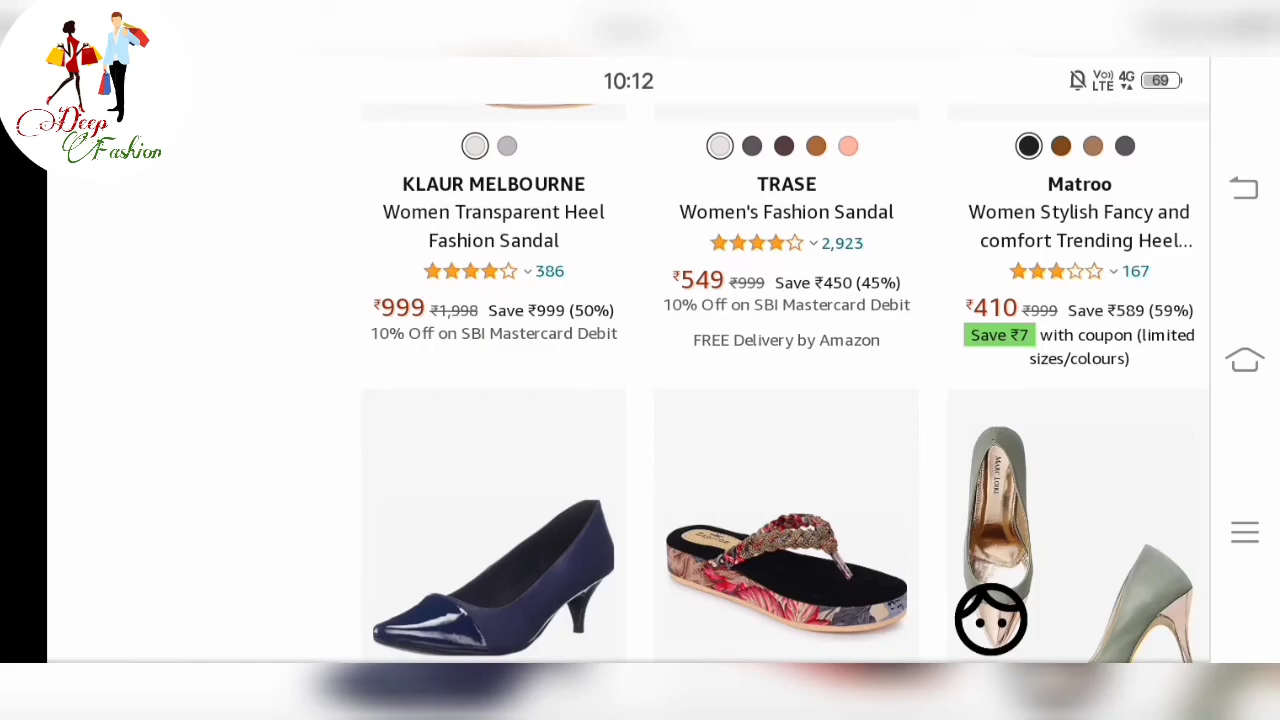 Deep
Fashion
10:12
Vo))
LTE
4G
69
KLAUR MELBOURNE
Women Transparent Heel
Fashion Sandal
386
₹999 ₹1,998 Save ₹999 (50%)
10% Off on SBI Mastercard Debit
TRASE
Women's Fashion Sandal
2,923
₹549 ₹999 Save ₹450 (45%)
10% Off on SBI Mastercard Debit
FREE Delivery by Amazon
Matroo
Women Stylish Fancy and
comfort Trending Heel...
167
₹410 ₹999 Save ₹589 (59%)
Save ₹7 with coupon (limited
sizes/colours)
MARC LOIRE